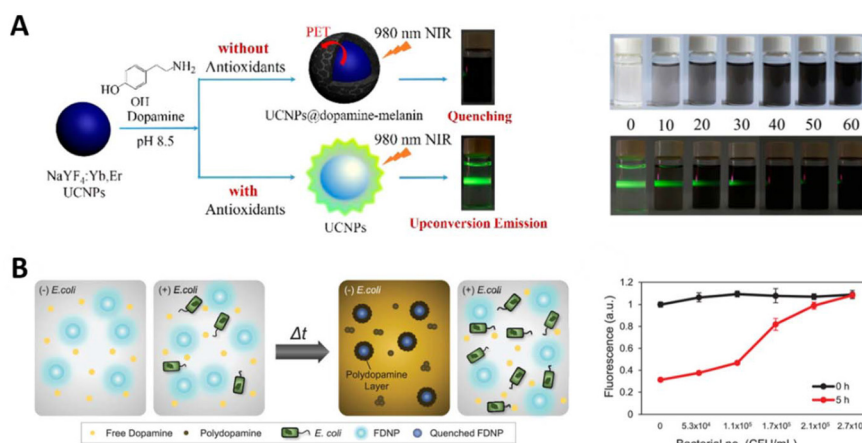 A
without
Antioxidants
PET
980 nm NIR
UCNPs@dopamine-melanin
Quenching
NH₂
HO
OH
Dopamine
pH 8.5
NaYF₄:Yb,Er
UCNPs
with
Antioxidants
980 nm NIR
UCNPs
Upconversion Emission
0 10 20 30 40 50 60
B
(-) E.coli
(+) E.coli
Δt
(-) E.coli
Polydopamine
Layer
(+) E.coli
Free Dopamine Polydopamine E. coli FDNP Quenched FDNP
Fluorescence (a.u.)
1.2
1
0.8
0.6
0.4
0.2
0
0 h
5 h
0 5.3x10⁴ 1.1x10⁵ 1.7x10⁵ 2.1x10⁵